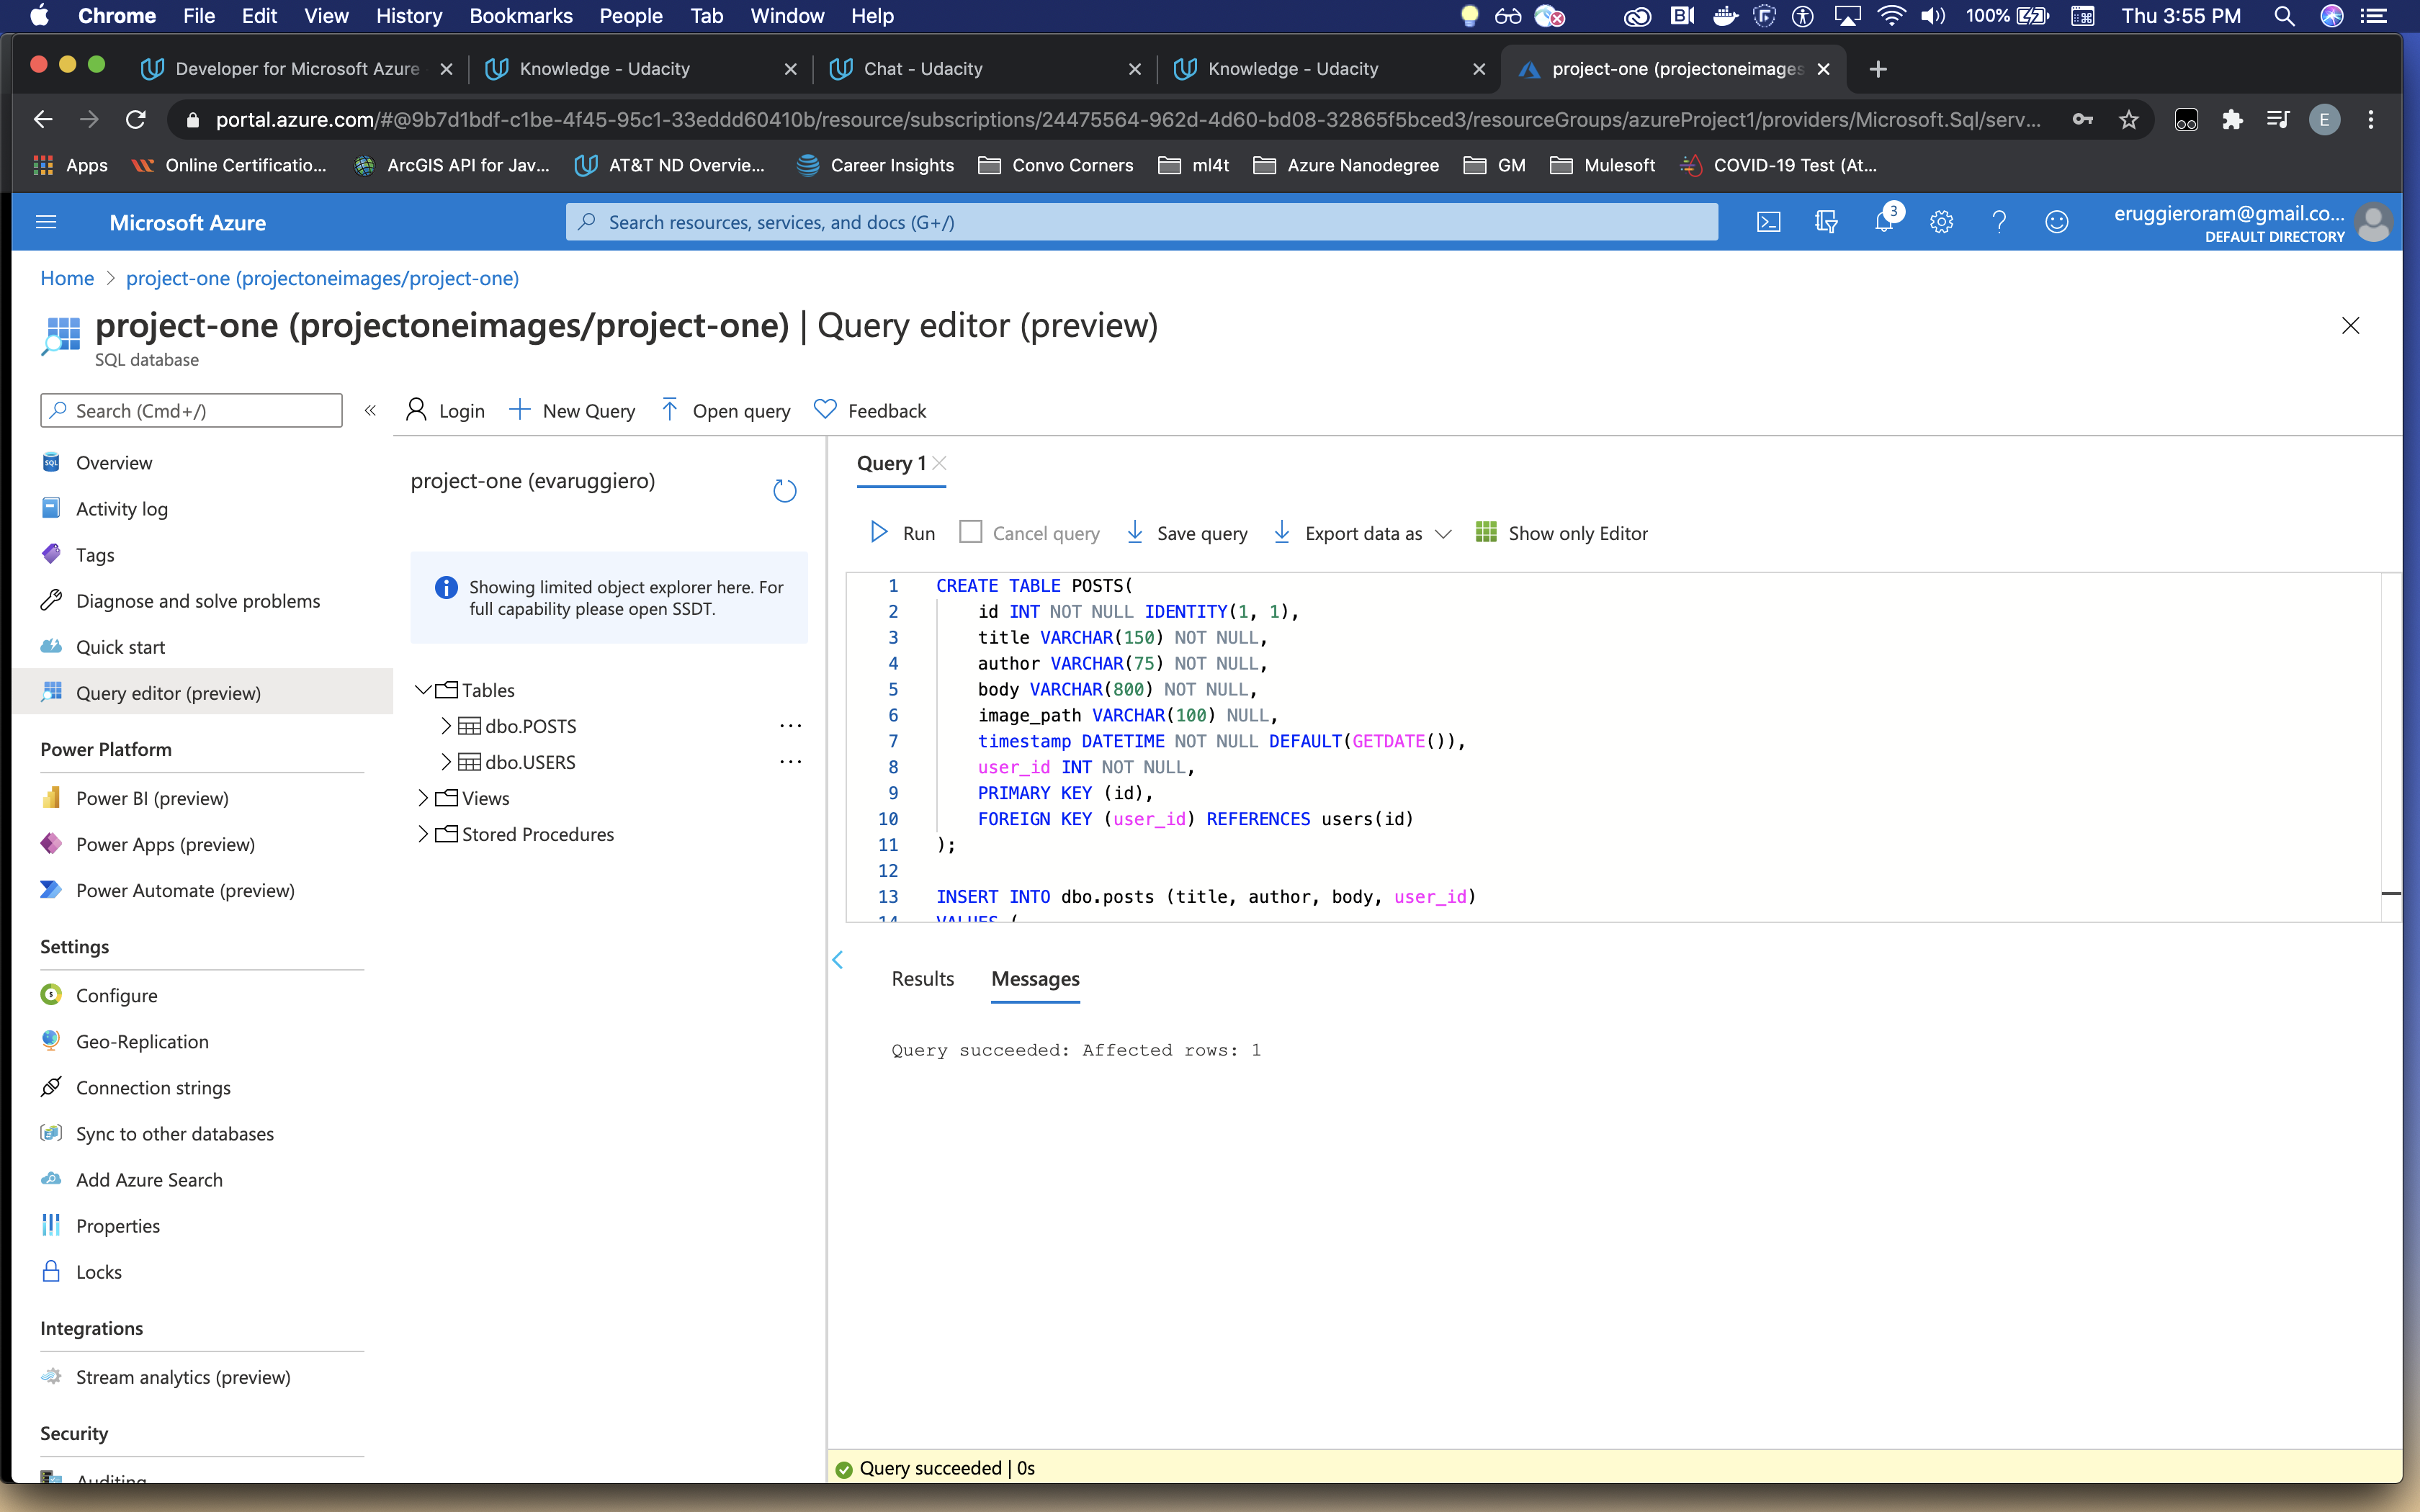 Chrome File Edit View History Bookmarks People Tab Window Help 100% Thu 3:55 PM
Developer for Microsoft Azure Knowledge - Udacity Chat - Udacity Knowledge - Udacity project-one (projectoneimages
portal.azure.com/#@9b7d1bdf-c1be-4f45-95c1-33eddd60410b/resource/subscriptions/24475564-962d-4d60-bd08-32865f5bced3/resourceGroups/azureProject1/providers/Microsoft.Sql/serv... E
Apps Online Certificatio... ArcGIS API for Jav... AT&T ND Overvie... Career Insights Convo Corners ml4t Azure Nanodegree GM Mulesoft COVID-19 Test (At...
Microsoft Azure Search resources, services, and docs (G+/) 3 eruggieroram@gmail.co...
DEFAULT DIRECTORY
Home > project-one (projectoneimages/project-one)
project-one (projectoneimages/project-one) | Query editor (preview)
SQL database
Search (Cmd+/) « Login New Query Open query Feedback
Overview
Activity log
Tags
Diagnose and solve problems
Quick start
Query editor (preview)
Power Platform
Power BI (preview)
Power Apps (preview)
Power Automate (preview)
Settings
Configure
Geo-Replication
Connection strings
Sync to other databases
Add Azure Search
Properties
Locks
Integrations
Stream analytics (preview)
Security
Auditing
project-one (evaruggiero)
Showing limited object explorer here. For
full capability please open SSDT.
Tables
dbo.POSTS ...
dbo.USERS ...
Views
Stored Procedures
Query 1
Run Cancel query Save query Export data as Show only Editor
1 CREATE TABLE POSTS(
2 id INT NOT NULL IDENTITY(1, 1),
3 title VARCHAR(150) NOT NULL,
4 author VARCHAR(75) NOT NULL,
5 body VARCHAR(800) NOT NULL,
6 image_path VARCHAR(100) NULL,
7 timestamp DATETIME NOT NULL DEFAULT(GETDATE()),
8 user_id INT NOT NULL,
9 PRIMARY KEY (id),
10 FOREIGN KEY (user_id) REFERENCES users(id)
11 );
12
13 INSERT INTO dbo.posts (title, author, body, user_id)
14 VALUES (
Results Messages
Query succeeded: Affected rows: 1
Query succeeded | 0s